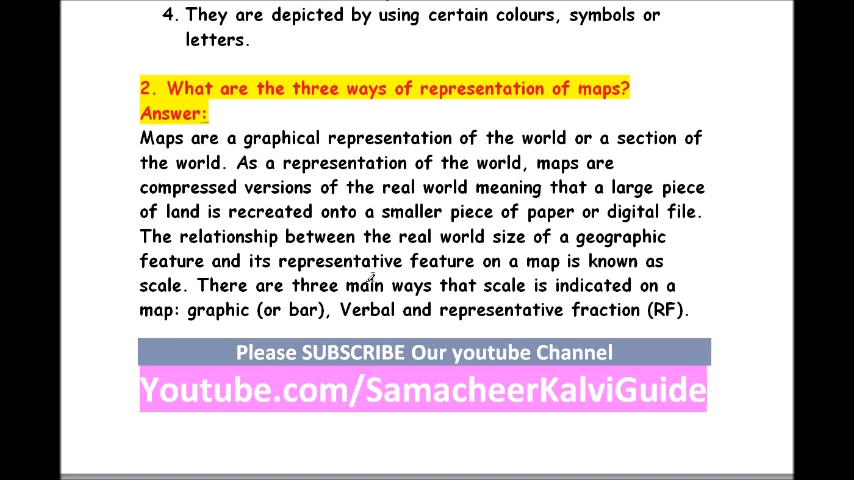 4. They are depicted by using certain colours, symbols or
letters.
2. What are the three ways of representation of maps?
Answer:
Maps are a graphical representation of the world or a section of
the world. As a representation of the world, maps are
compressed versions of the real world meaning that a large piece
of land is recreated onto a smaller piece of paper or digital file.
The relationship between the real world size of a geographic
feature and its representative feature on a map is known as
scale. There are three main ways that scale is indicated on a
map: graphic (or bar), Verbal and representative fraction (RF).
Please SUBSCRIBE Our youtube Channel
Youtube.com/SamacheerKalviGuide